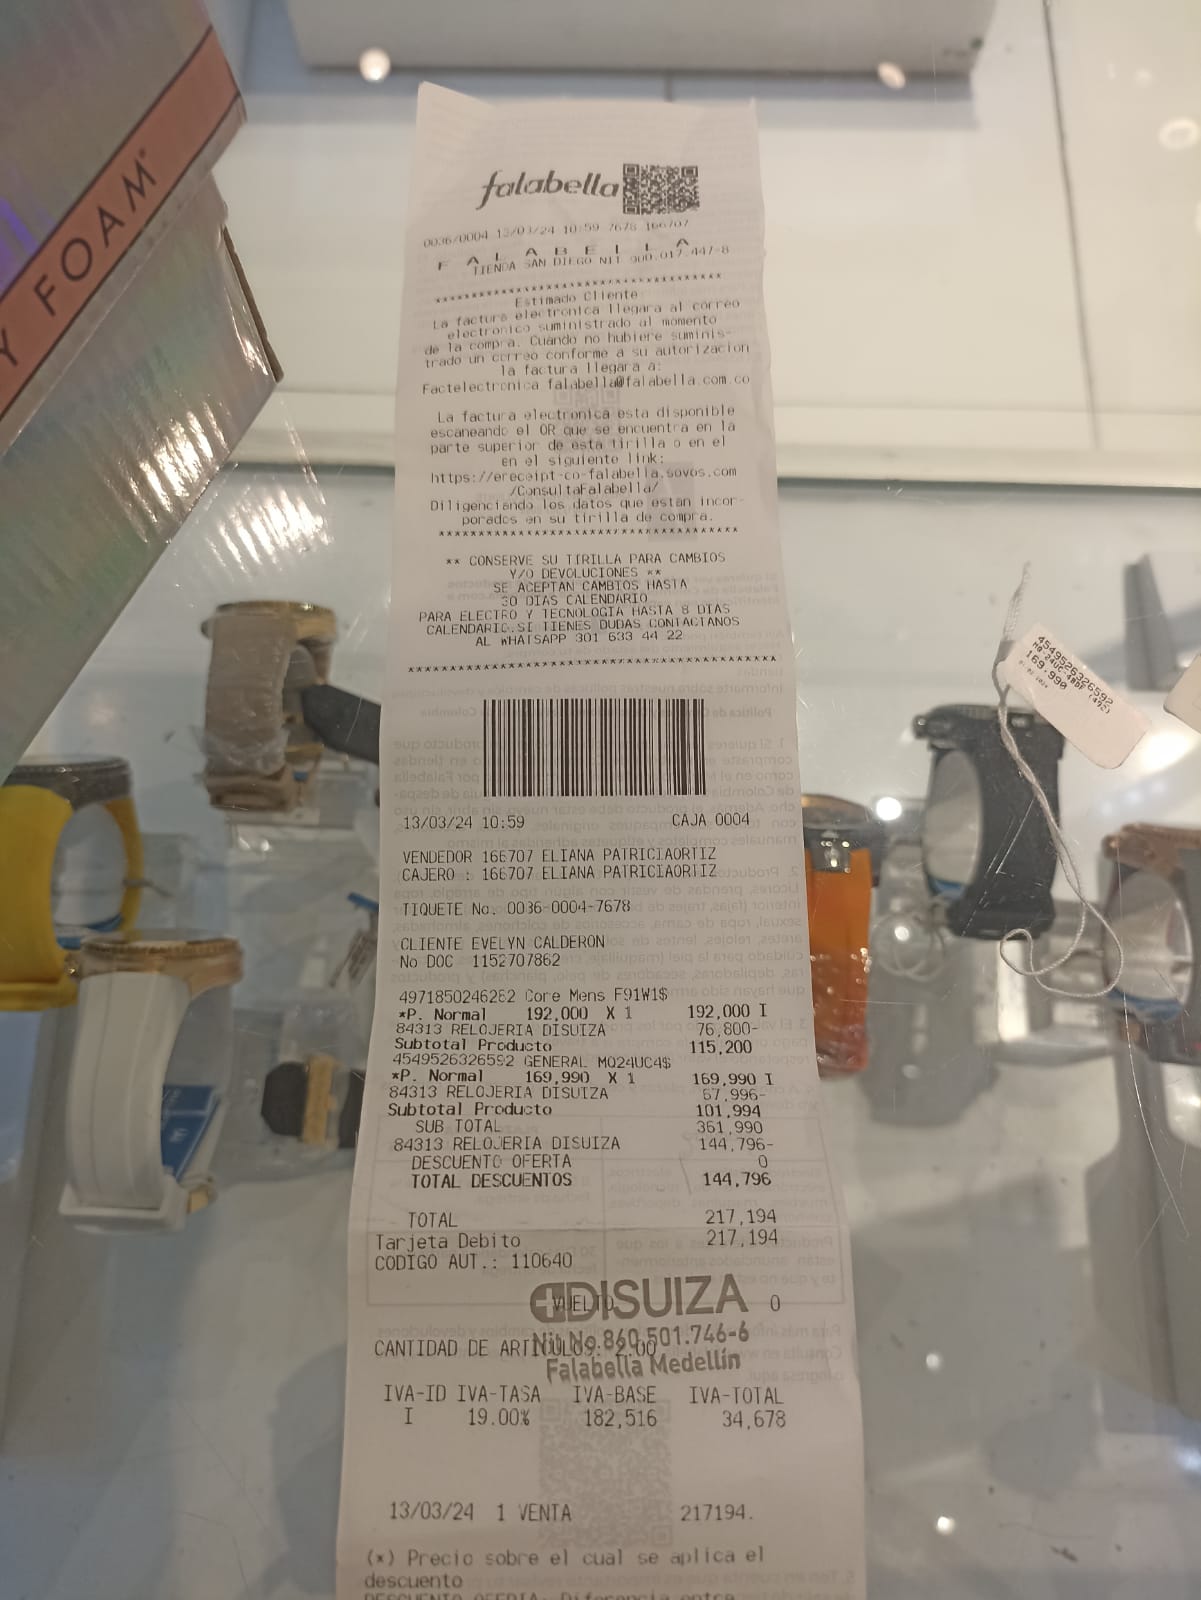 Y FOAM
falabella
0036/0004 13/03/24 10:59 7678 166707
F A L A B E L L A
TIENDA SAN DIEGO NIT 900.017.447-8
****************************************
Estimado Cliente
La factura electronica llegara al correo
electronico suministrado al momento
de la compra. Cuando no hubiere suminis-
trado un correo conforme a su autorizacion
la factura llegara a:
Factelectronica falabella@falabella.com.co
La factura electronica esta disponible
escaneando el QR que se encuentra en la
parte superior de esta tirilla o en el
en el siguiente link:
https://ereceipt-co-falabella.sovos.com
/ConsultaFalabella/
Diligenciando los datos que estan incor-
porados en su tirilla de compra.
****************************************
** CONSERVE SU TIRILLA PARA CAMBIOS
Y/O DEVOLUCIONES **
SE ACEPTAN CAMBIOS HASTA
30 DIAS CALENDARIO
PARA ELECTRO Y TECNOLOGIA HASTA 8 DIAS
CALENDARIO.SI TIENES DUDAS CONTACTANOS
AL WHATSAPP 301 633 44 22
****************************************
13/03/24 10:59 CAJA 0004
VENDEDOR 166707 ELIANA PATRICIAORTIZ
CAJERO : 166707 ELIANA PATRICIAORTIZ
TIQUETE No. 0036-0004-7678
CLIENTE EVELYN CALDERON
No DOC 1152707862
4971850246262 Core Mens F91W1$
*P. Normal 192,000 X 1 192,000 I
84313 RELOJERIA DISUIZA 76,800-
Subtotal Producto 115,200
4549526326592 GENERAL MQ24UC4$
*P. Normal 169,990 X 1 169,990 I
84313 RELOJERIA DISUIZA 67,996-
Subtotal Producto 101,994
SUB TOTAL 361,990
84313 RELOJERIA DISUIZA 144,796-
DESCUENTO OFERTA 0
TOTAL DESCUENTOS 144,796
TOTAL 217,194
Tarjeta Debito 217,194
CODIGO AUT.: 110640
VUELTO 0
DISUIZA
Nit No 860.501.746-6
CANTIDAD DE ARTICULOS: 2.00
Falabella Medellín
IVA-ID IVA-TASA IVA-BASE IVA-TOTAL
I 19.00% 182,516 34,678
13/03/24 1 VENTA 217194.
(*) Precio sobre el cual se aplica el
descuento
DESCUENTO OFERTA: Diferencia entre
4549526326592
169.990